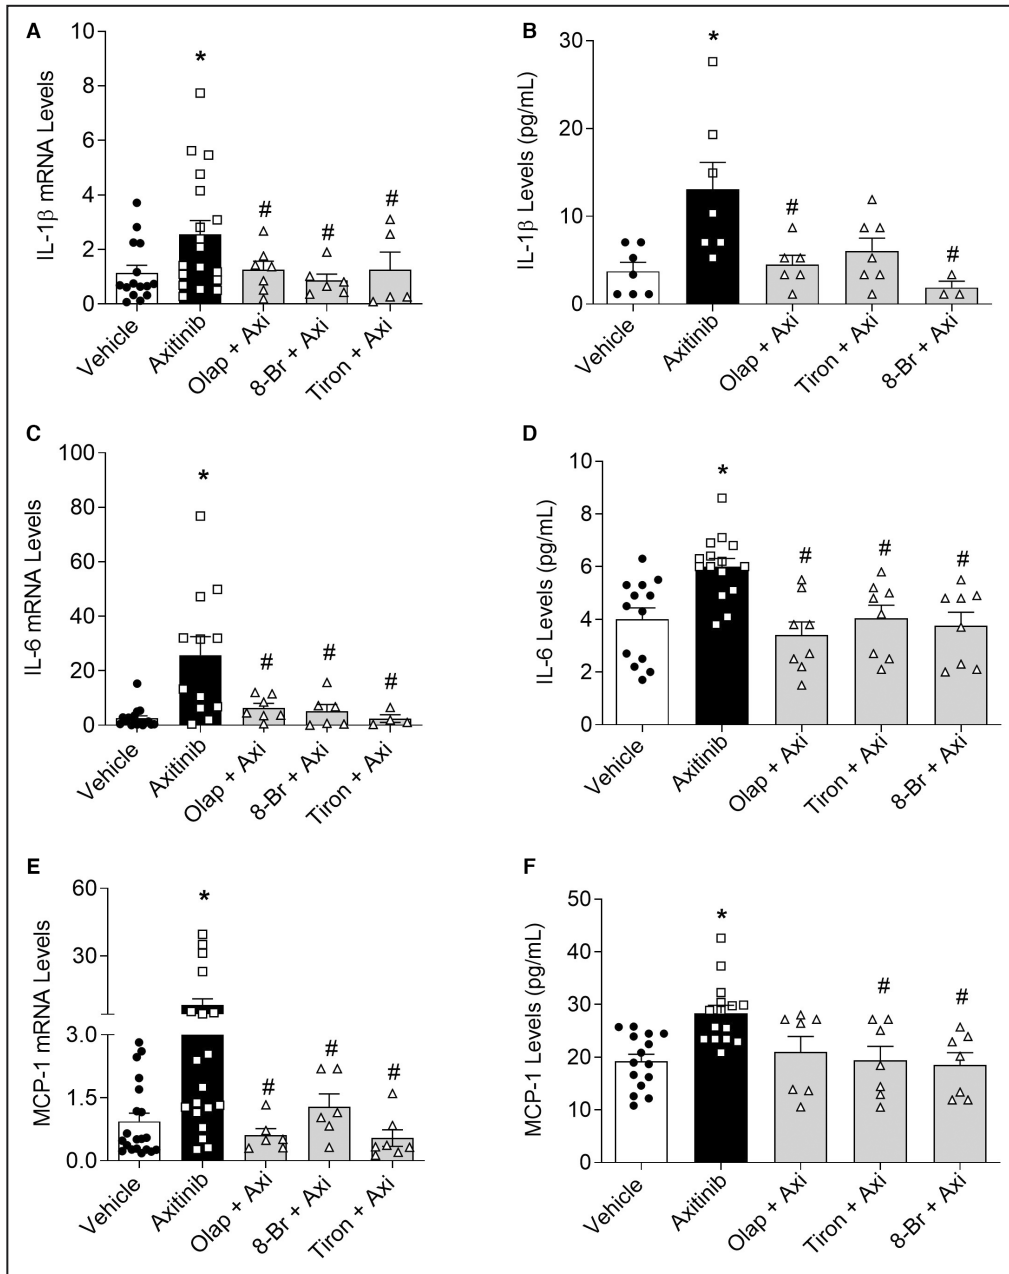 A
IL-1β mRNA Levels
10
8
6
4
2
0
*
#
#
#
Vehicle
Axitinib
Olap + Axi
8-Br + Axi
Tiron + Axi
B
IL-1β Levels (pg/mL)
30
20
10
0
*
#
#
Vehicle
Axitinib
Olap + Axi
Tiron + Axi
8-Br + Axi
C
IL-6 mRNA Levels
100
80
60
40
20
0
*
#
#
#
Vehicle
Axitinib
Olap + Axi
8-Br + Axi
Tiron + Axi
D
IL-6 Levels (pg/mL)
10
8
6
4
2
0
*
#
#
#
Vehicle
Axitinib
Olap + Axi
Tiron + Axi
8-Br + Axi
E
MCP-1 mRNA Levels
60
30
3.0
1.5
0.0
*
#
#
#
Vehicle
Axitinib
Olap + Axi
8-Br + Axi
Tiron + Axi
F
MCP-1 Levels (pg/mL)
50
40
30
20
10
0
*
#
#
Vehicle
Axitinib
Olap + Axi
Tiron + Axi
8-Br + Axi